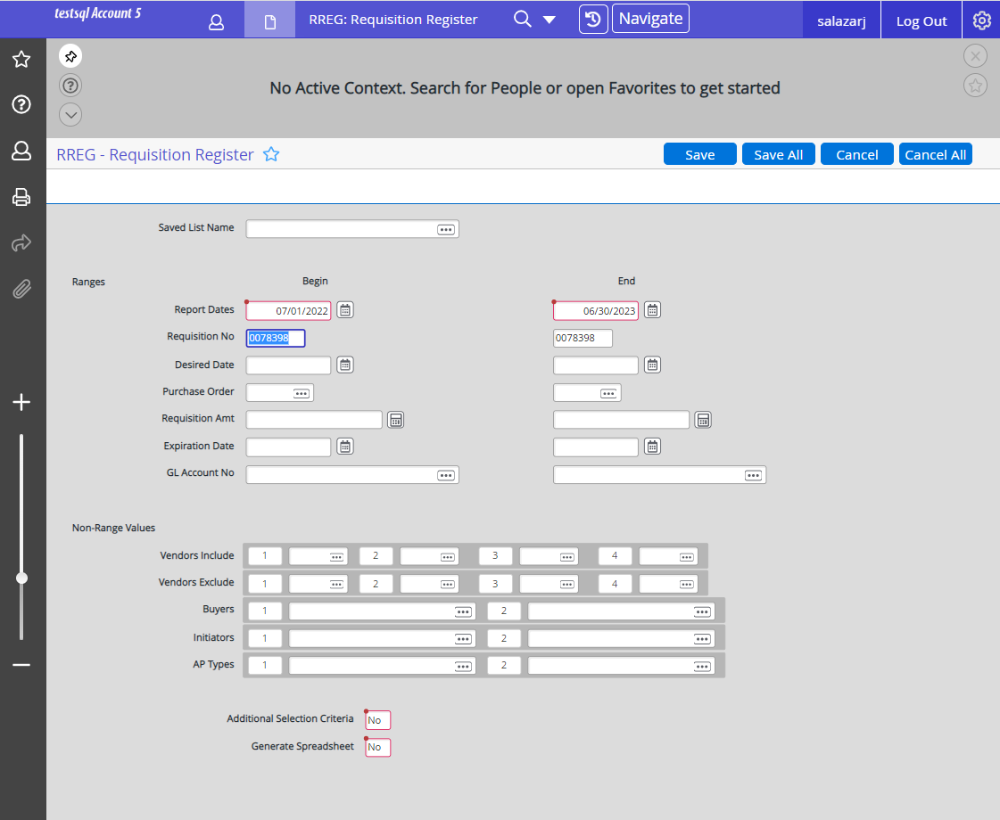 testsql Account 5
RREG: Requisition Register
Navigate
salazarj
Log Out
No Active Context. Search for People or open Favorites to get started
RREG - Requisition Register
Save
Save All
Cancel
Cancel All
Saved List Name
Ranges
Begin
End
Report Dates
07/01/2022
06/30/2023
Requisition No
0078398
0078398
Desired Date
Purchase Order
Requisition Amt
Expiration Date
GL Account No
Non-Range Values
Vendors Include
1
2
3
4
Vendors Exclude
1
2
3
4
Buyers
1
2
Initiators
1
2
AP Types
1
2
Additional Selection Criteria
No
Generate Spreadsheet
No